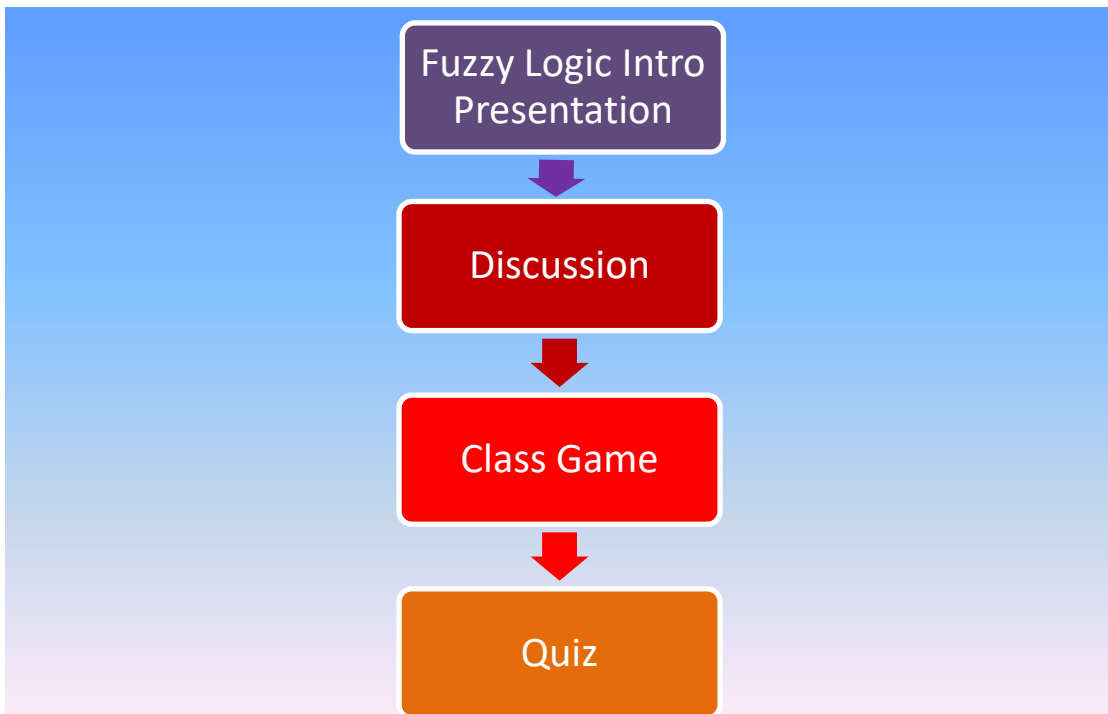 Fuzzy Logic Intro
Presentation
Discussion
Class Game
Quiz